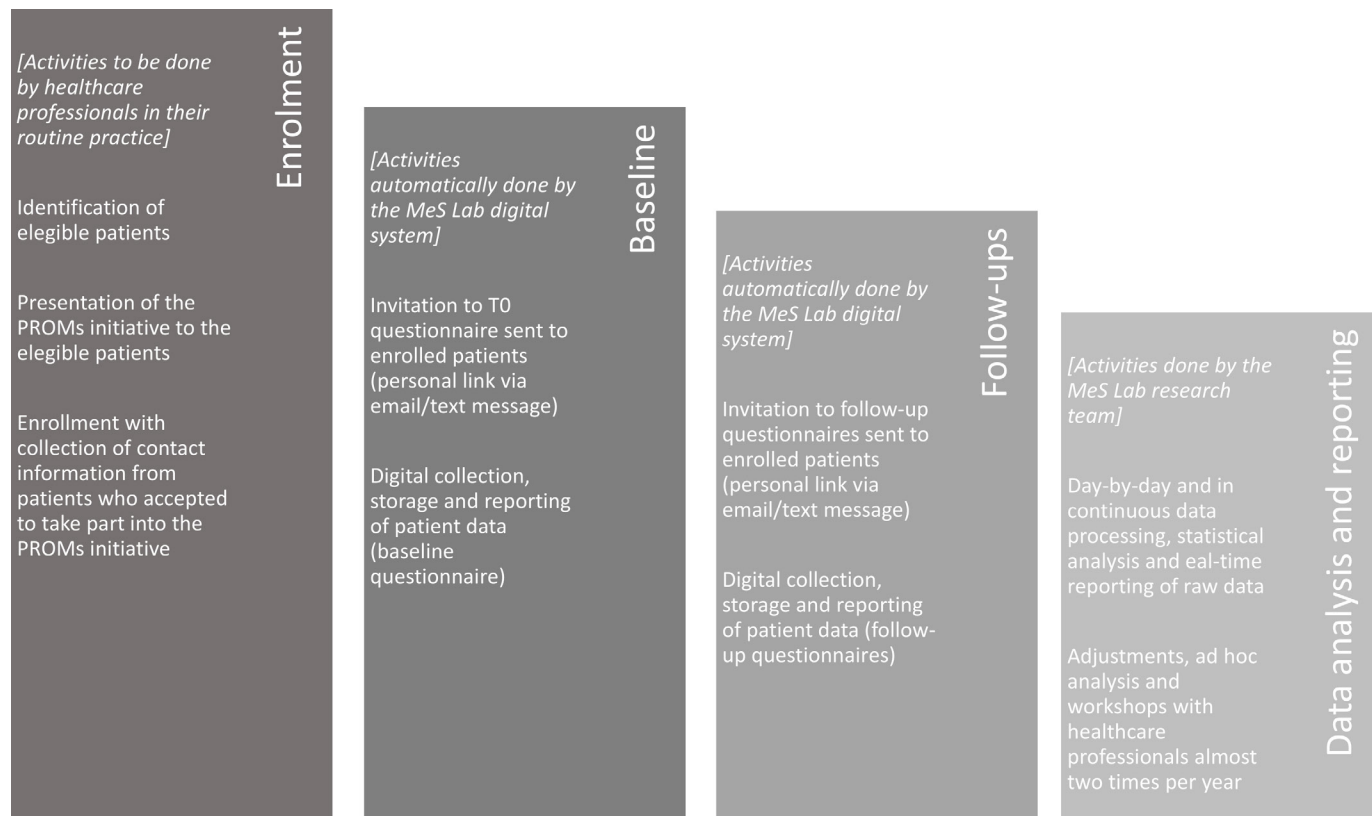 Enrolment
[Activities to be done
by healthcare
professionals in their
routine practice]
Identification of
elegible patients
Presentation of the
PROMs initiative to the
elegible patients
Enrollment with
collection of contact
information from
patients who accepted
to take part into the
PROMs initiative
Baseline
[Activities
automatically done by
the MeS Lab digital
system]
Invitation to T0
questionnaire sent to
enrolled patients
(personal link via
email/text message)
Digital collection,
storage and reporting
of patient data
(baseline
questionnaire)
Follow-ups
[Activities
automatically done by
the MeS Lab digital
system]
Invitation to follow-up
questionnaires sent to
enrolled patients
(personal link via
email/text message)
Digital collection,
storage and reporting
of patient data (follow-
up questionnaires)
Data analysis and reporting
[Activities done by the
MeS Lab research
team]
Day-by-day and in
continuous data
processing, statistical
analysis and eal-time
reporting of raw data
Adjustments, ad hoc
analysis and
workshops with
healthcare
professionals almost
two times per year